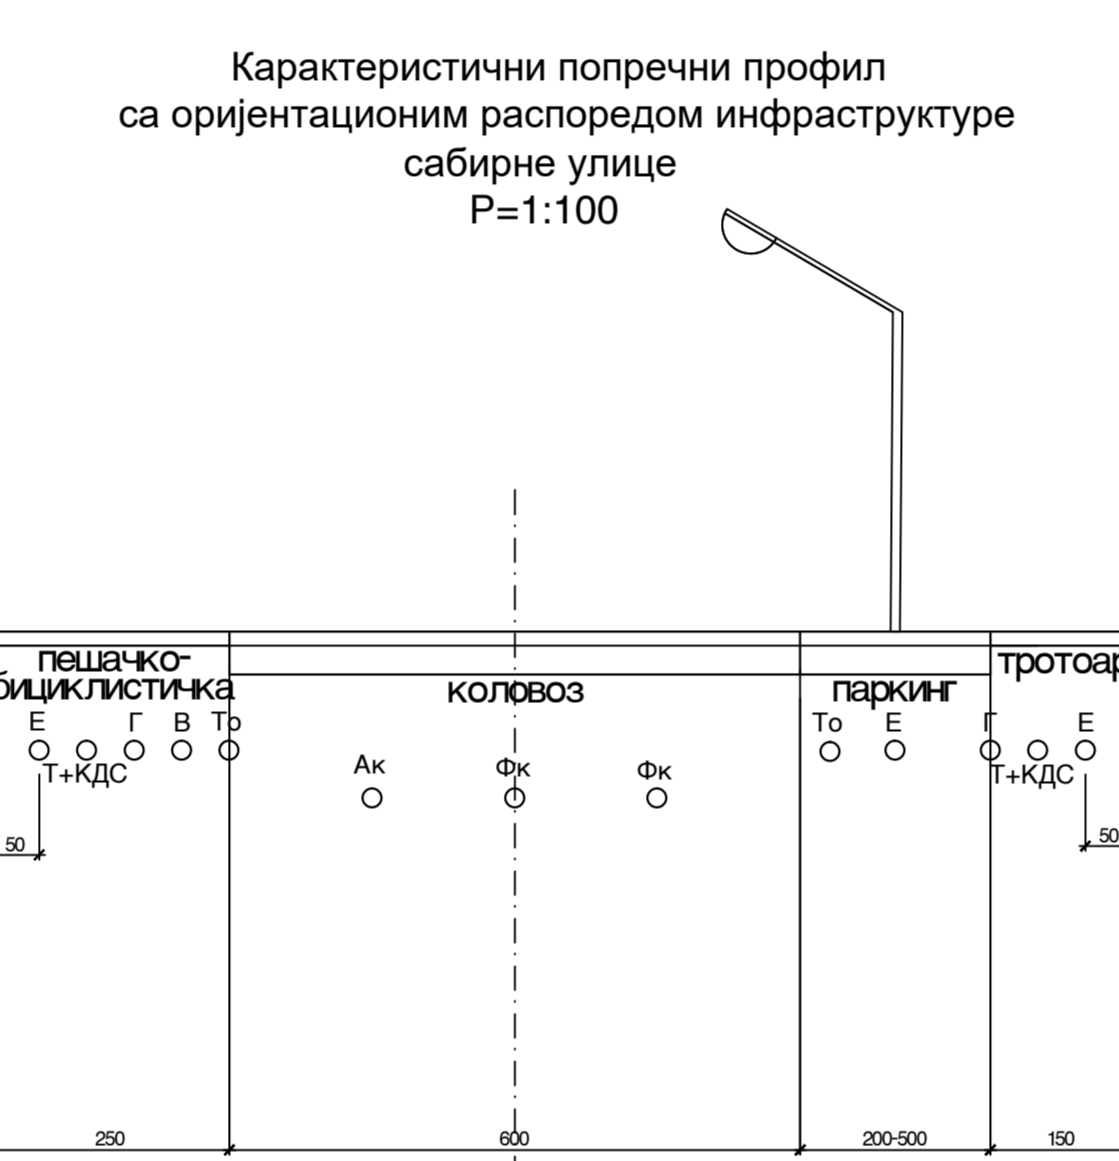 Карактеристични попречни профил
са оријентационим распоредом инфраструктуре
сабирне улице
Р=1:100
пешачко-
бициклистичка
коловоз
паркинг
тротоар
Е Г В То
Т+КДС
Ак Фк Фк
То Е Г Е
Т+КДС
50
50
250 600 200-500 150